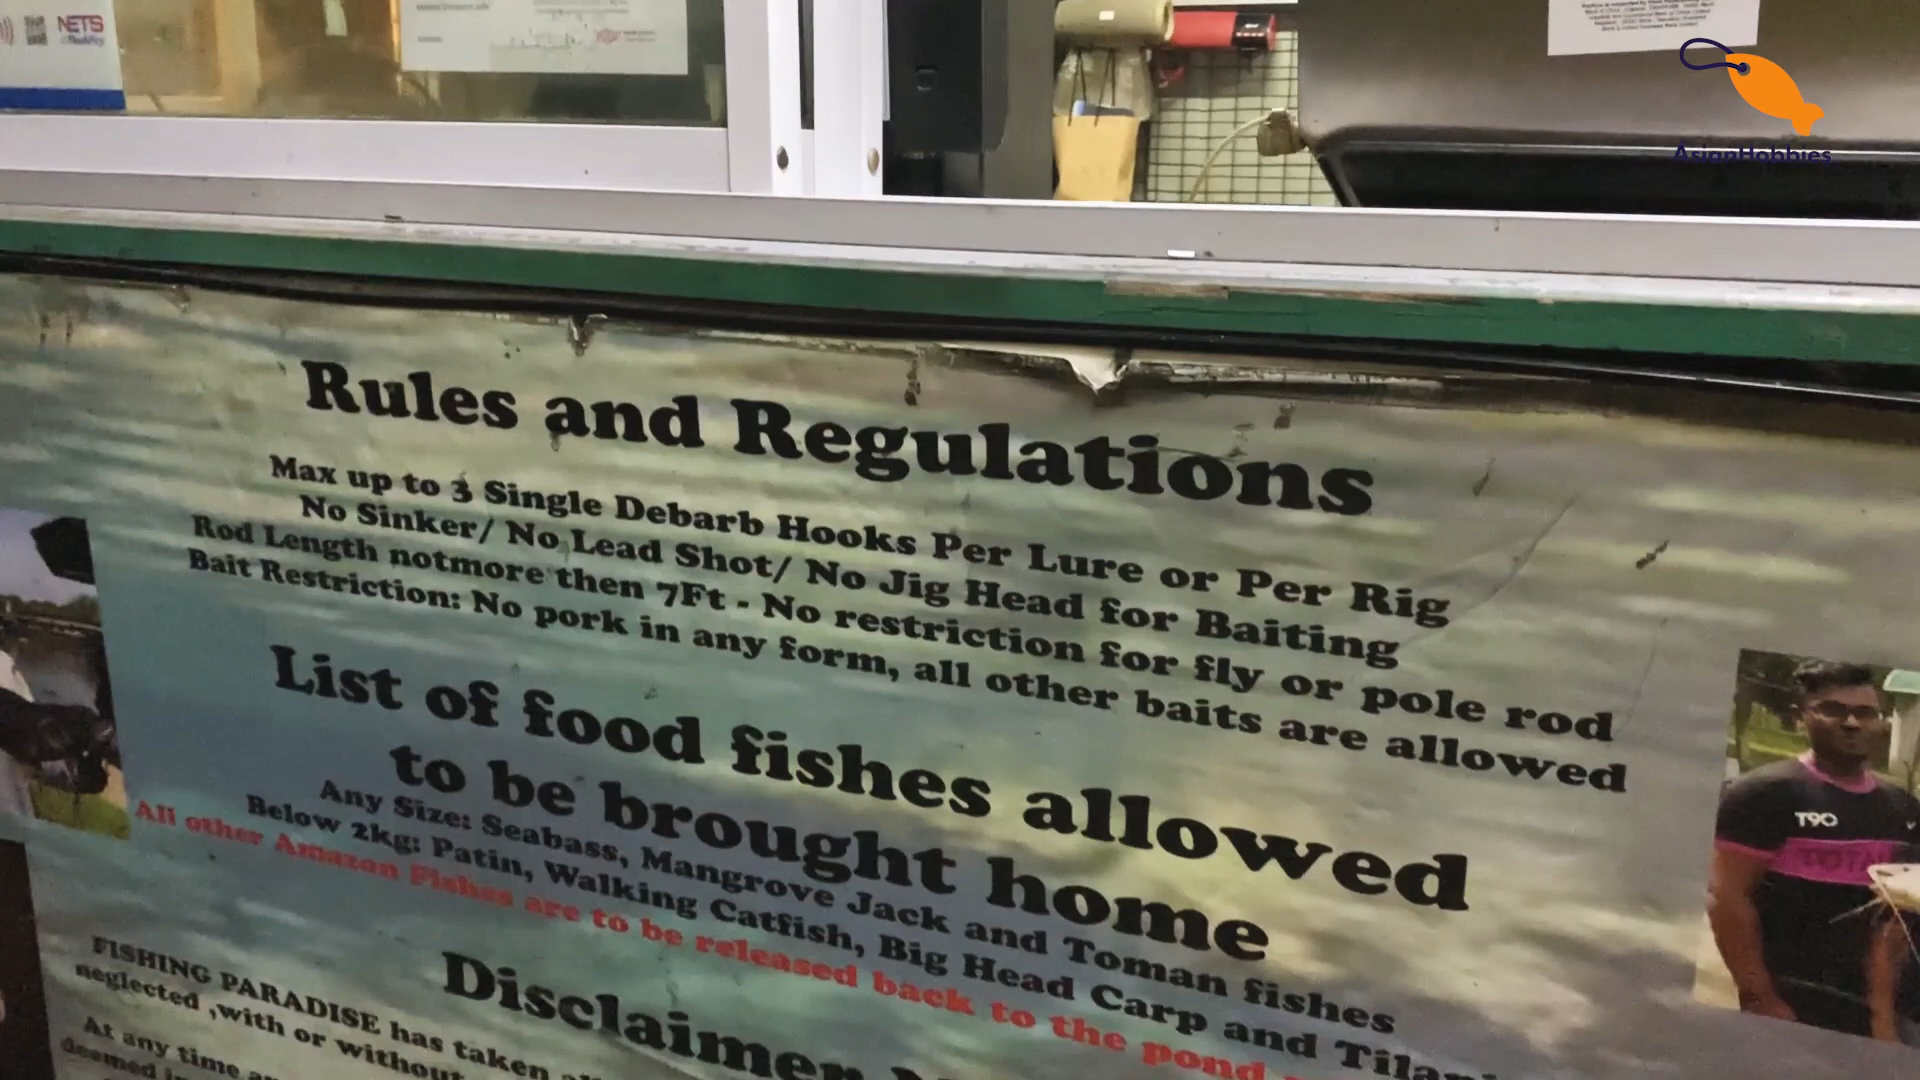 NETS
FlashPay
AsianHobbies
Rules and Regulations
Max up to 3 Single Debarb Hooks Per Lure or Per Rig
No Sinker/ No Lead Shot/ No Jig Head for Baiting
Rod Length notmore then 7Ft - No restriction for fly or pole rod
Bait Restriction: No pork in any form, all other baits are allowed
List of food fishes allowed
to be brought home
Any Size: Seabass, Mangrove Jack and Toman fishes
Below 2kg: Patin, Walking Catfish, Big Head Carp and
All other Amazon Fishes are to be released back to the pond
Disclaimer
FISHING PARADISE has taken
neglected ,with or without
At any time
deemed
T90
TOTA